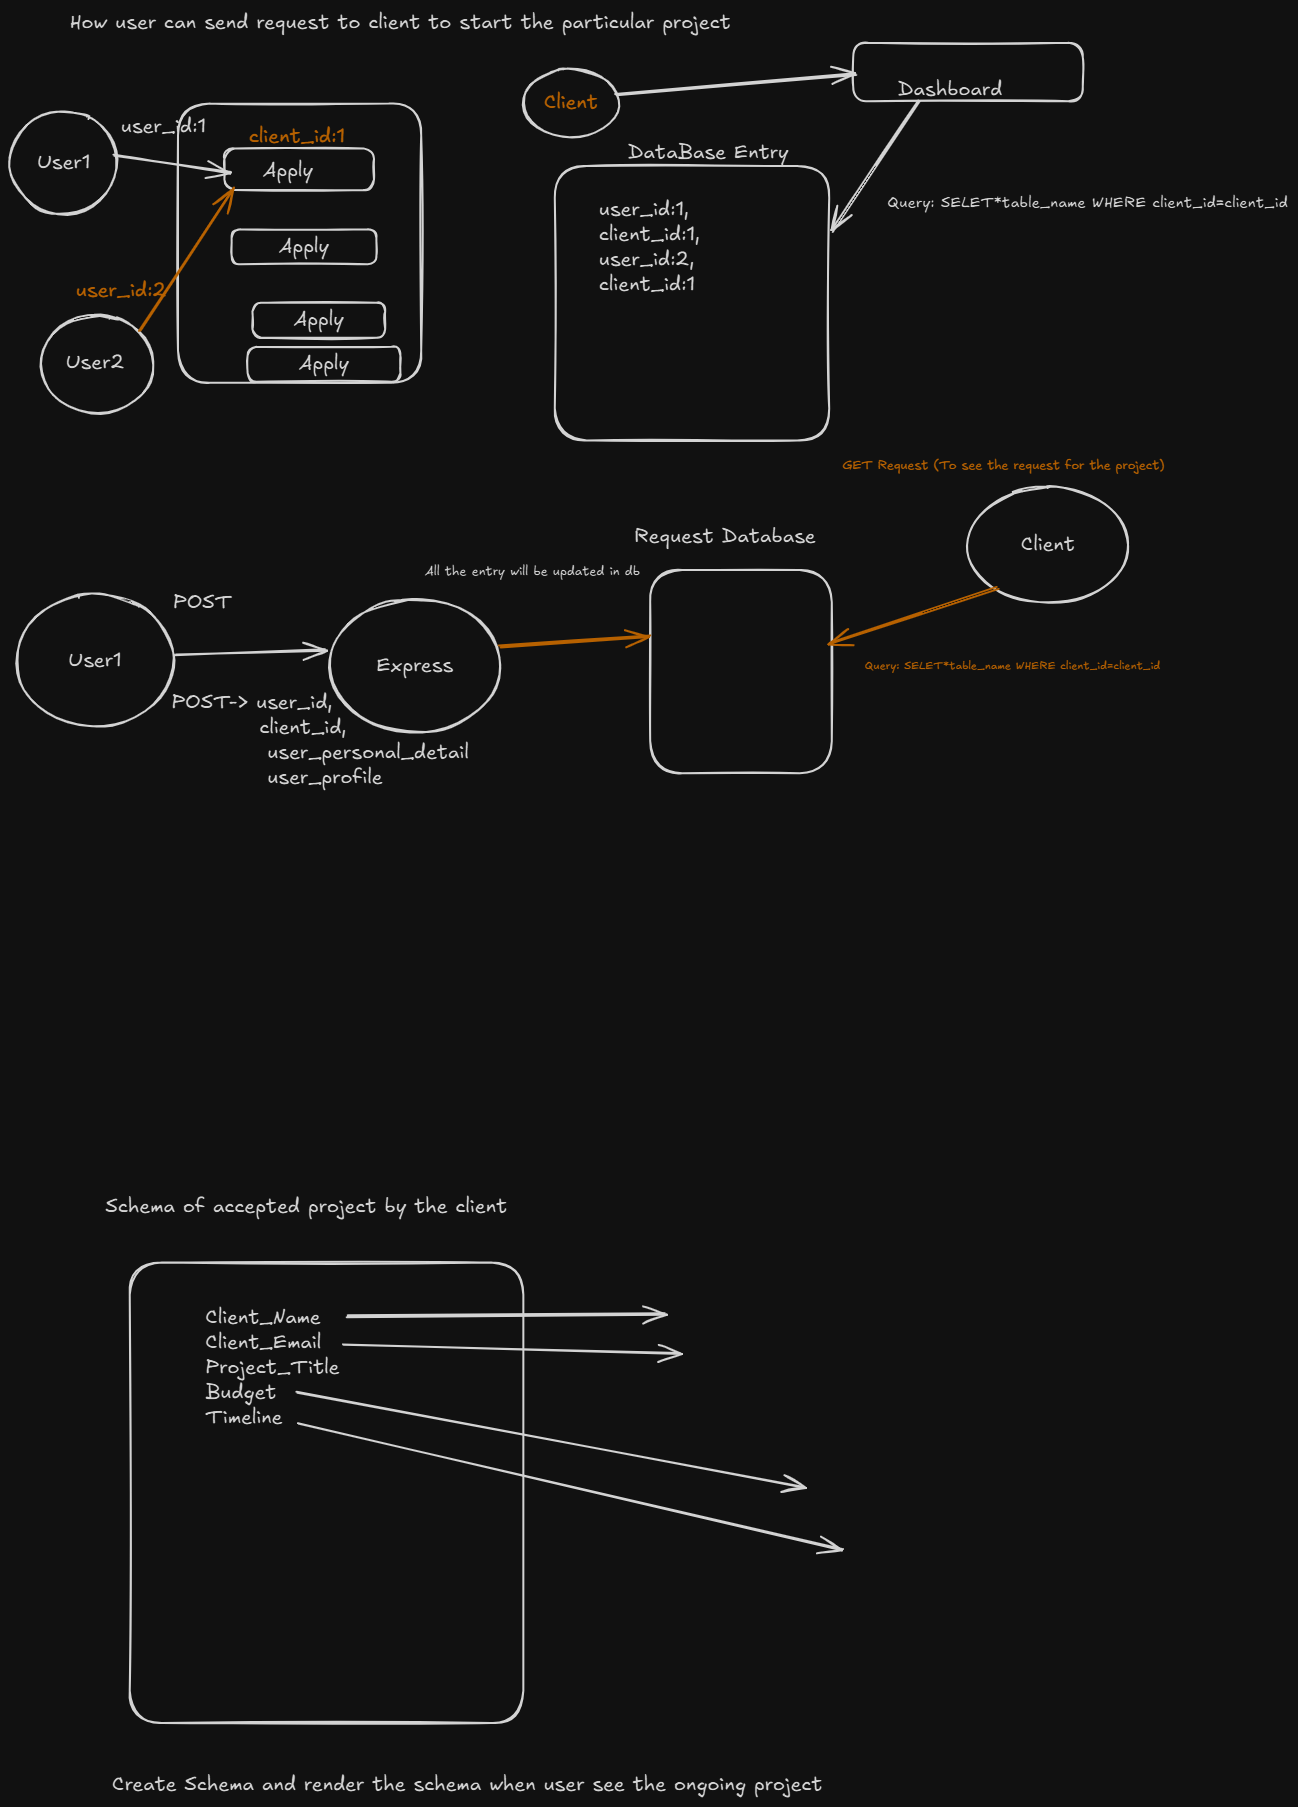 How user can send request to client to start the particular project
Client
Dashboard
user_id:1
client_id:1
User1
Apply
DataBase Entry
Query: SELET*table_name WHERE client_id=client_id
user_id:1,
client_id:1,
user_id:2,
client_id:1
Apply
user_id:2
Apply
User2
Apply
GET Request (To see the request for the project)
Request Database
Client
All the entry will be updated in db
POST
User1
Express
Query: SELET*table_name WHERE client_id=client_id
POST-> user_id,
client_id,
user_personal_detail
user_profile
Schema of accepted project by the client
Client_Name
Client_Email
Project_Title
Budget
Timeline
Create Schema and render the schema when user see the ongoing project